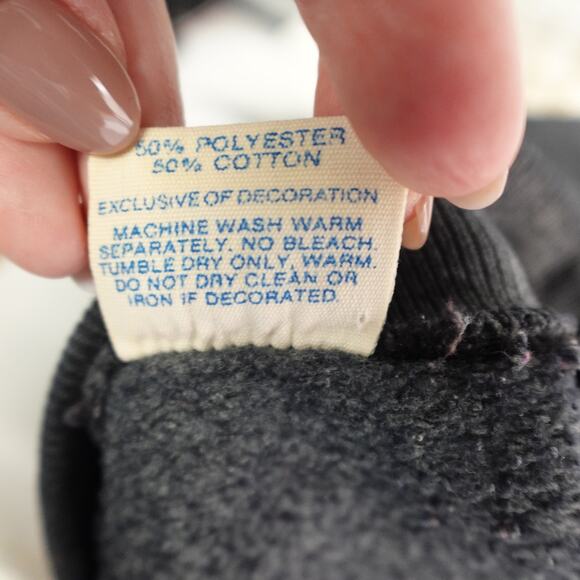 50% POLYESTER
50% COTTON
EXCLUSIVE OF DECORATION
MACHINE WASH WARM
SEPARATELY. NO BLEACH.
TUMBLE DRY ONLY, WARM.
DO NOT DRY CLEAN OR
IRON IF DECORATED.